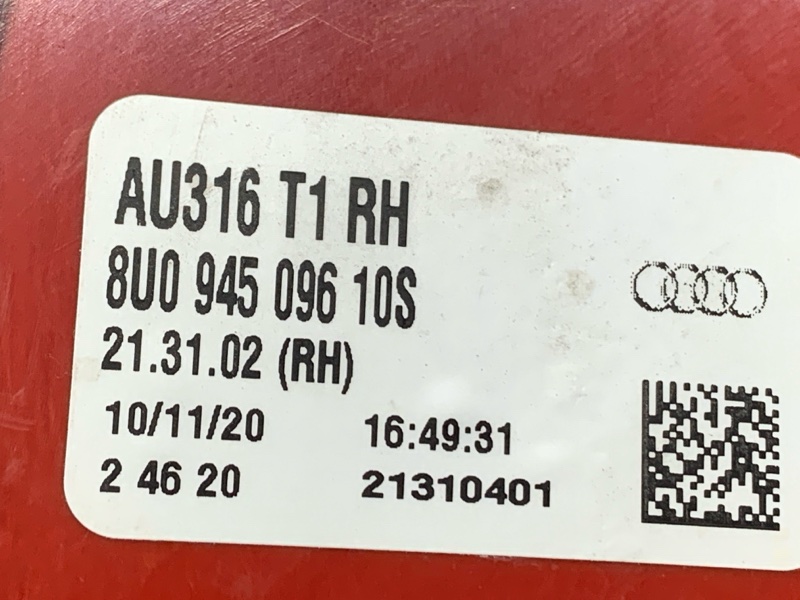 AU316 T1 RH
8U0 945 096 10S
21.31.02 (RH)
10/11/20 16:49:31
2 46 20 21310401